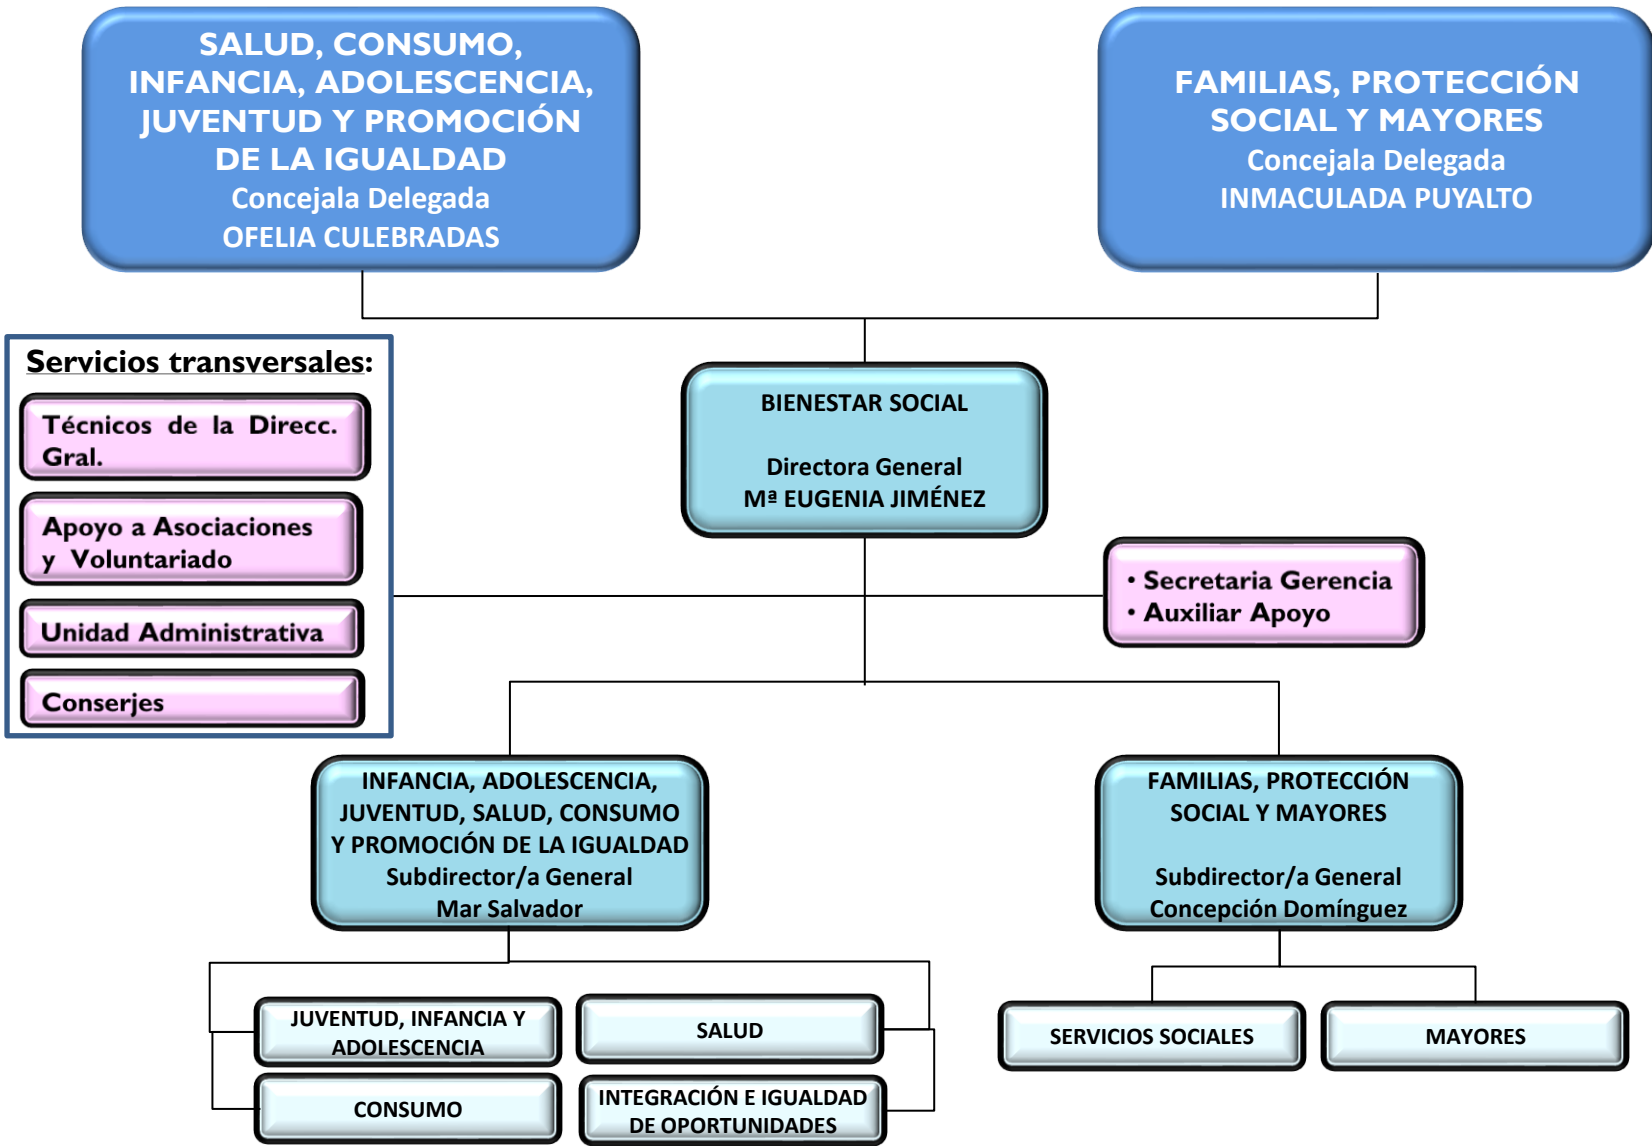 SALUD, CONSUMO,
INFANCIA, ADOLESCENCIA,
JUVENTUD Y PROMOCIÓN
DE LA IGUALDAD
Concejala Delegada
OFELIA CULEBRADAS
FAMILIAS, PROTECCIÓN
SOCIAL Y MAYORES
Concejala Delegada
INMACULADA PUYALTO
Servicios transversales:
Técnicos de la Direcc.
Gral.
Apoyo a Asociaciones
y Voluntariado
Unidad Administrativa
Conserjes
BIENESTAR SOCIAL
Directora General
Mª EUGENIA JIMÉNEZ
• Secretaria Gerencia
• Auxiliar Apoyo
INFANCIA, ADOLESCENCIA,
JUVENTUD, SALUD, CONSUMO
Y PROMOCIÓN DE LA IGUALDAD
Subdirector/a General
Mar Salvador
FAMILIAS, PROTECCIÓN
SOCIAL Y MAYORES
Subdirector/a General
Concepción Domínguez
JUVENTUD, INFANCIA Y
ADOLESCENCIA
SALUD
CONSUMO
INTEGRACIÓN E IGUALDAD
DE OPORTUNIDADES
SERVICIOS SOCIALES
MAYORES